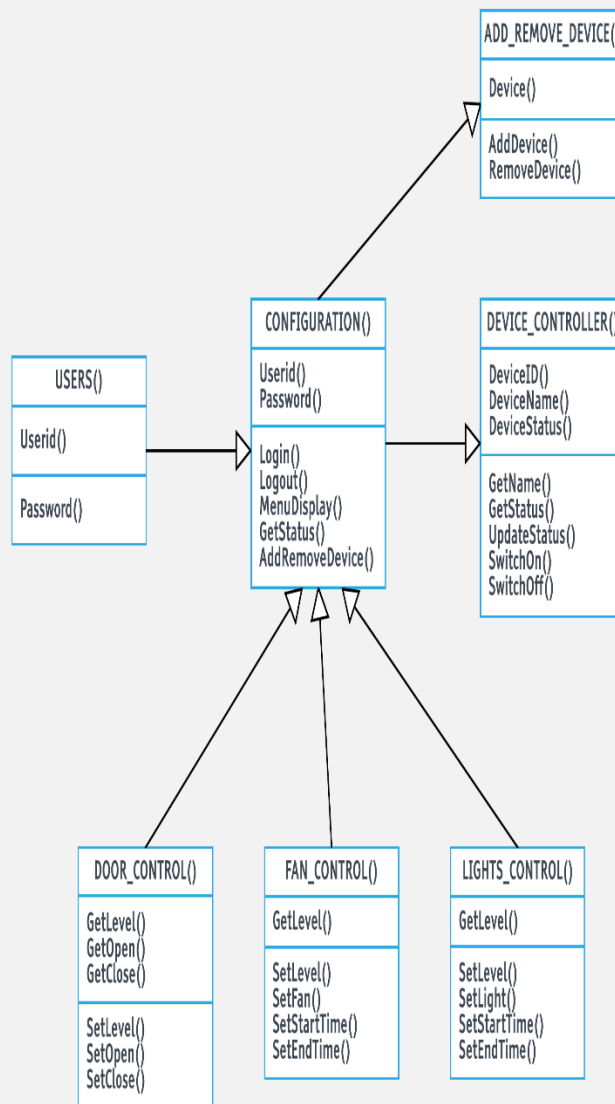 ADD_REMOVE_DEVICE()
Device()
AddDevice()
RemoveDevice()
CONFIGURATION()
Userid()
Password()
Login()
Logout()
MenuDisplay()
GetStatus()
AddRemoveDevice()
DEVICE_CONTROLLER()
DeviceID()
DeviceName()
DeviceStatus()
GetName()
GetStatus()
UpdateStatus()
SwitchOn()
SwitchOff()
USERS()
Userid()
Password()
DOOR_CONTROL()
GetLevel()
GetOpen()
GetClose()
SetLevel()
SetOpen()
SetClose()
FAN_CONTROL()
GetLevel()
SetLevel()
SetFan()
SetStartTime()
SetEndTime()
LIGHTS_CONTROL()
GetLevel()
SetLevel()
SetLight()
SetStartTime()
SetEndTime()